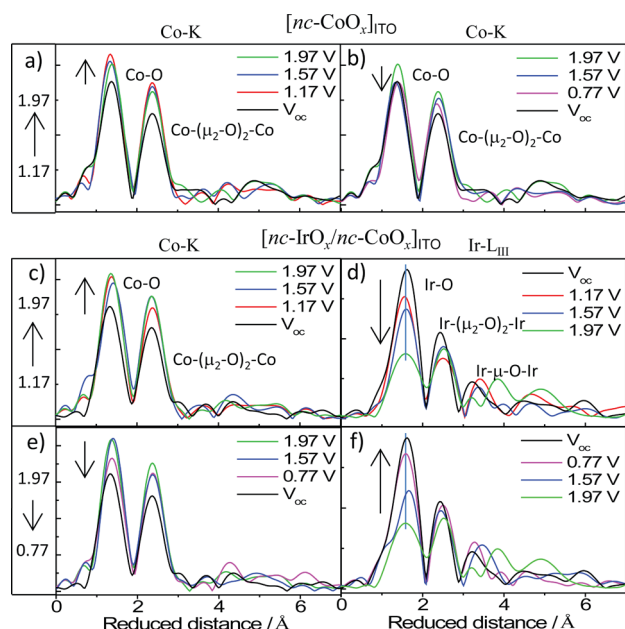 [nc-CoOₓ]ITO
Co-K
Co-K
a)
Co-O
1.97 V
1.57 V
1.17 V
Voc
Co-(μ₂-O)₂-Co
1.97
1.17
b)
Co-O
1.97 V
1.57 V
0.77 V
Voc
Co-(μ₂-O)₂-Co
0
2
4
6
[nc-IrOₓ/nc-CoOₓ]ITO
Co-K
Ir-LIII
c)
Co-O
1.97 V
1.57 V
1.17 V
Voc
Co-(μ₂-O)₂-Co
1.97
1.17
d)
Ir-O
Voc
1.17 V
1.57 V
1.97 V
Ir-(μ₂-O)₂-Ir
Ir-μ-O-Ir
e)
1.97 V
1.57 V
0.77 V
Voc
1.97
0.77
f)
Voc
0.77 V
1.57 V
1.97 V
0 2 4 6 0 2 4 6
Reduced distance / Å
Reduced distance / Å